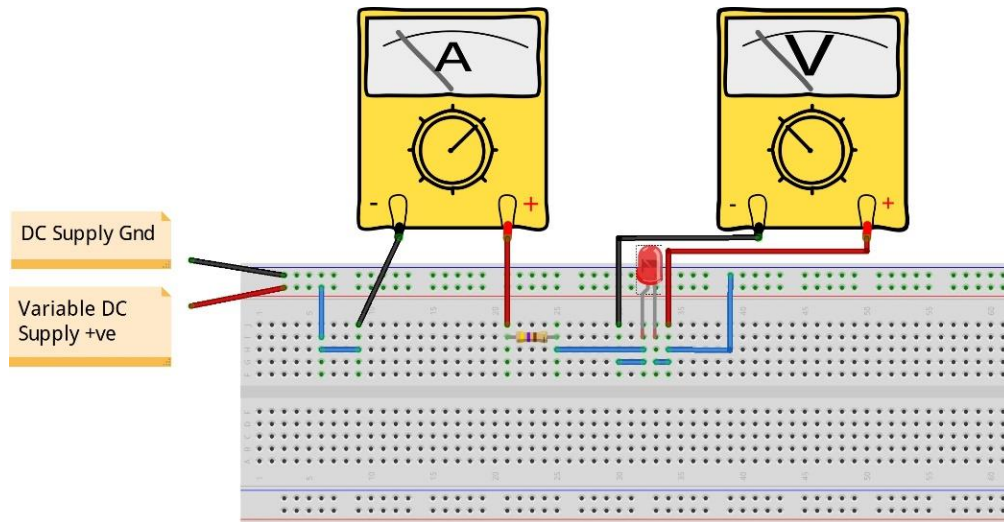 A
V
-
+
-
+
DC Supply Gnd
Variable DC
Supply +ve